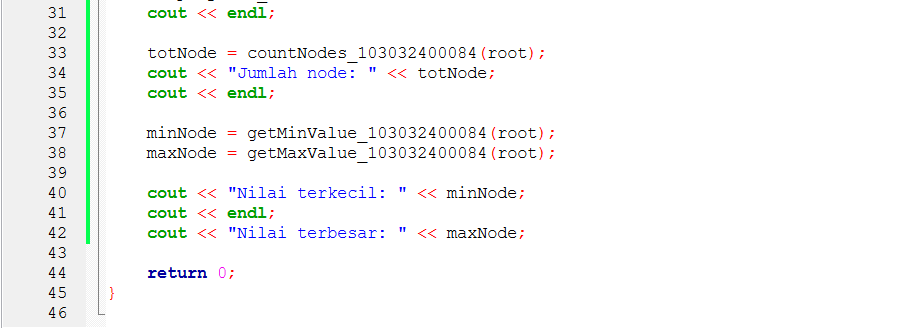 31 cout << endl;
32
33 totNode = countNodes_103032400084(root);
34 cout << "Jumlah node: " << totNode;
35 cout << endl;
36
37 minNode = getMinValue_103032400084(root);
38 maxNode = getMaxValue_103032400084(root);
39
40 cout << "Nilai terkecil: " << minNode;
41 cout << endl;
42 cout << "Nilai terbesar: " << maxNode;
43
44 return 0;
45 }
46